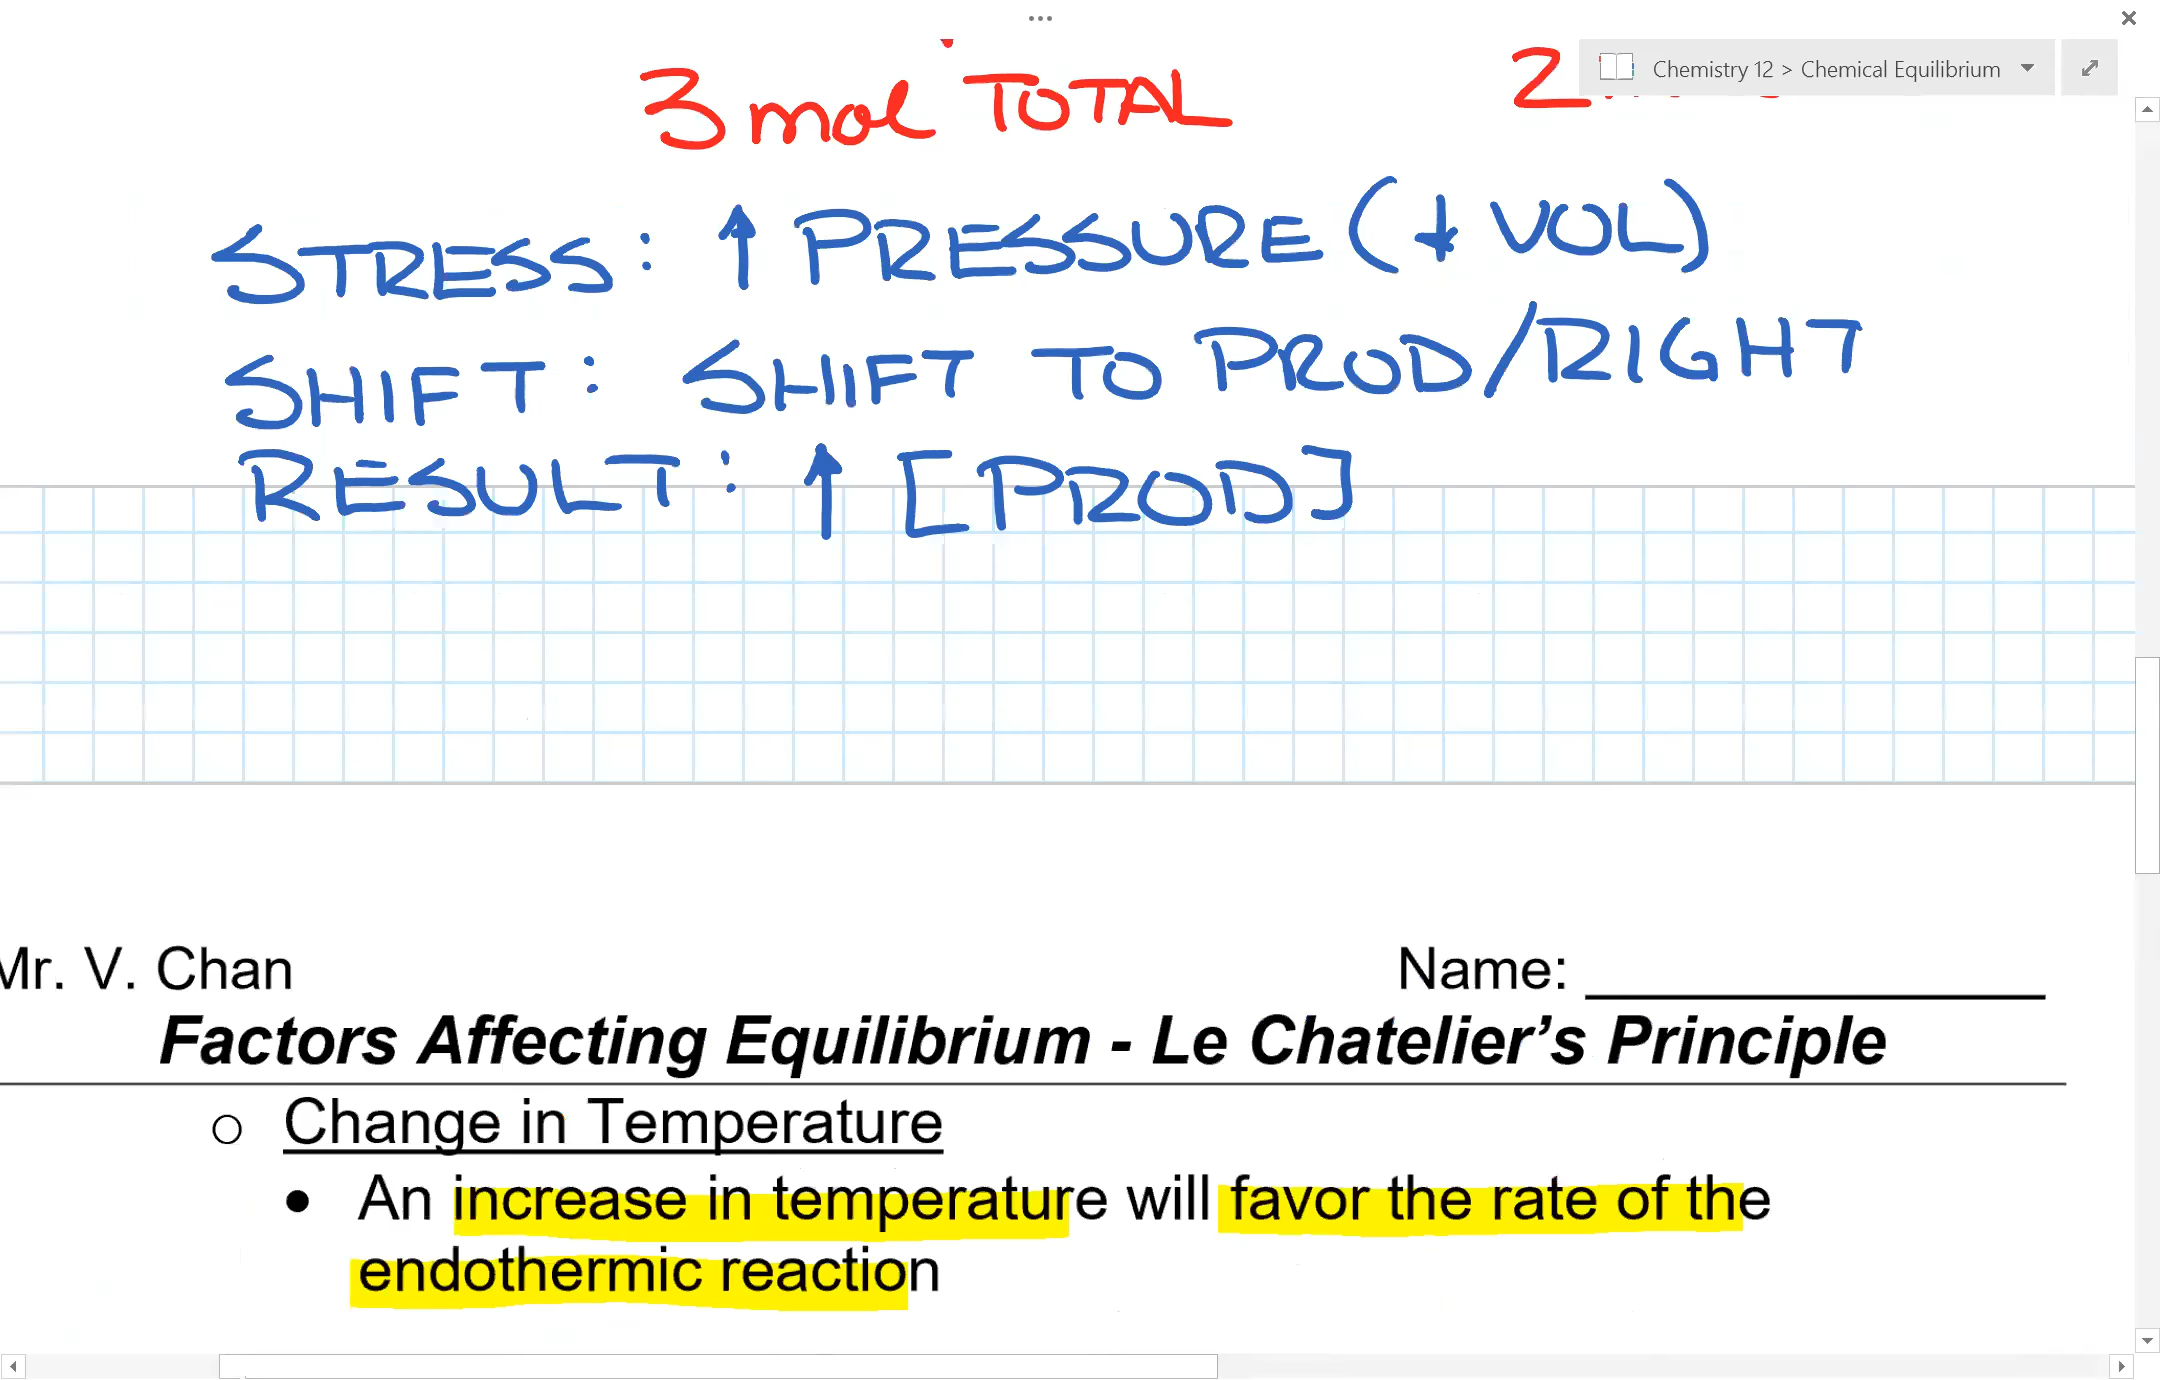 Chemistry 12 > Chemical Equilibrium
3 mol TOTAL 2
STRESS: ↑ PRESSURE (↓ VOL)
SHIFT: SHIFT TO PROD/RIGHT
RESULT: ↑ [PROD]
Mr. V. Chan Name: ______________
Factors Affecting Equilibrium - Le Chatelier’s Principle
○ Change in Temperature
● An increase in temperature will favor the rate of the
endothermic reaction